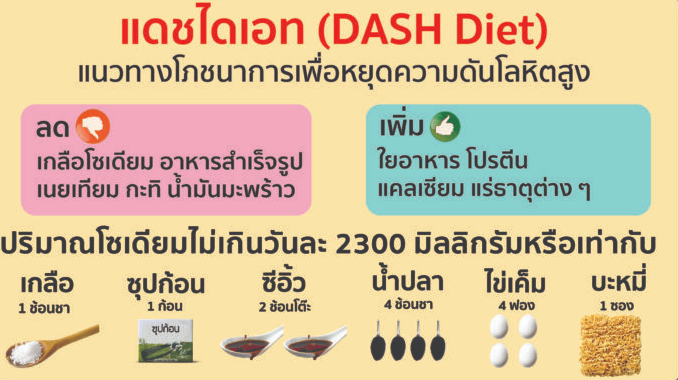 แดชไดเอท (DASH Diet)
แนวทางโภชนาการเพื่อหยุดความดันโลหิตสูง
ลด
เกลือโซเดียม อาหารสำเร็จรูป
เนยเทียม กะทิ น้ำมันมะพร้าว
เพิ่ม
ใยอาหาร โปรตีน
แคลเซียม แร่ธาตุต่าง ๆ
ปริมาณโซเดียมไม่เกินวันละ 2300 มิลลิกรัมหรือเท่ากับ
เกลือ
1 ช้อนชา
ซุปก้อน
1 ก้อน
ซุปก้อน
ซีอิ้ว
2 ช้อนโต๊ะ
น้ำปลา
4 ช้อนชา
ไข่เค็ม
4 ฟอง
บะหมี่
1 ซอง